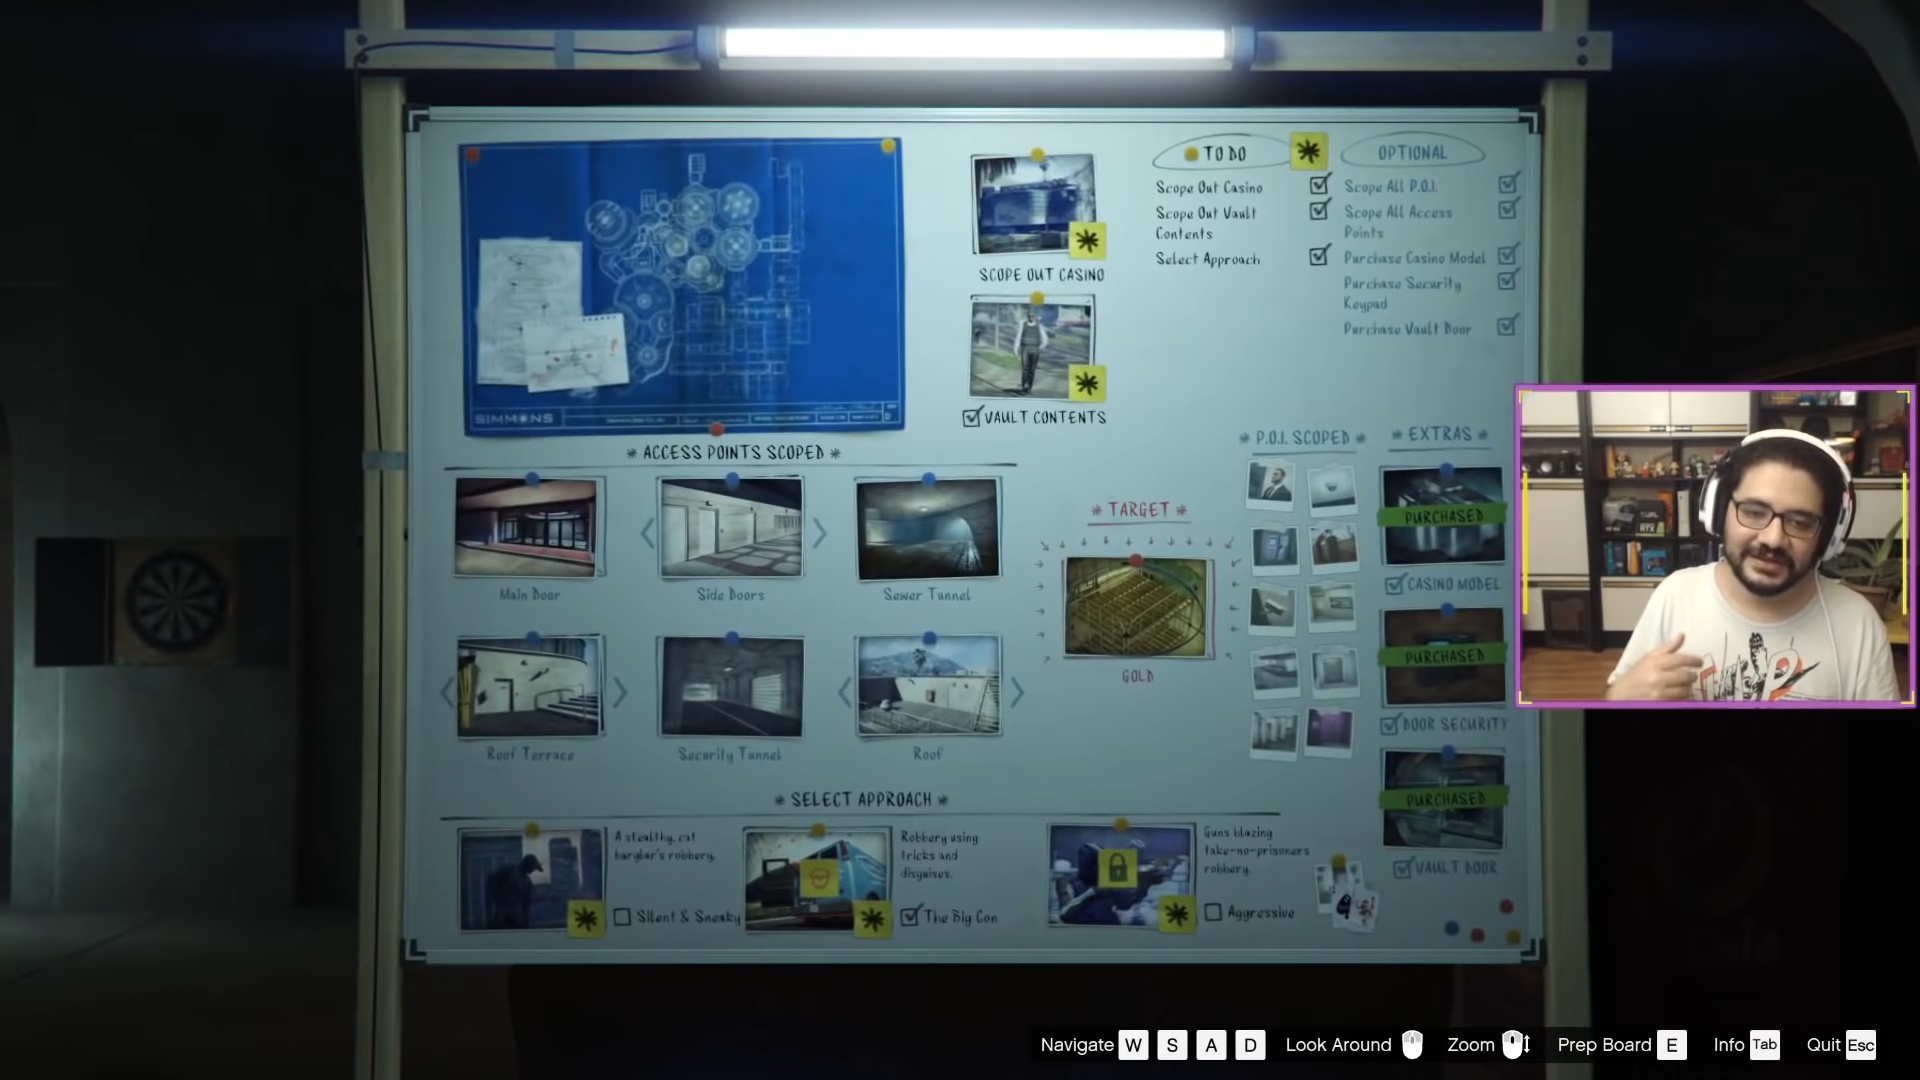 TO DO
OPTIONAL
Scope Out Casino
Scope Out Vault
Contents
Select Approach
Scope All P.O.I.
Scope All Access
Points
Purchase Casino Model
Purchase Security
Keypad
Purchase Vault Door
SCOPE OUT CASINO
VAULT CONTENTS
SIMMONS
* ACCESS POINTS SCOPED *
Main Door
Side Doors
Sewer Tunnel
Roof Terrace
Security Tunnel
Roof
* TARGET *
GOLD
* P.O.I. SCOPED *
* EXTRAS *
PURCHASED
CASINO MODEL
PURCHASED
DOOR SECURITY
PURCHASED
VAULT DOOR
* SELECT APPROACH *
A stealthy, cat
burglar's robbery.
Silent & Sneaky
Robbery using
tricks and
disguises.
The Big Con
Guns blazing
take-no-prisoners
robbery.
Aggressive
Navigate W S A D Look Around Zoom Prep Board E Info Tab Quit Esc